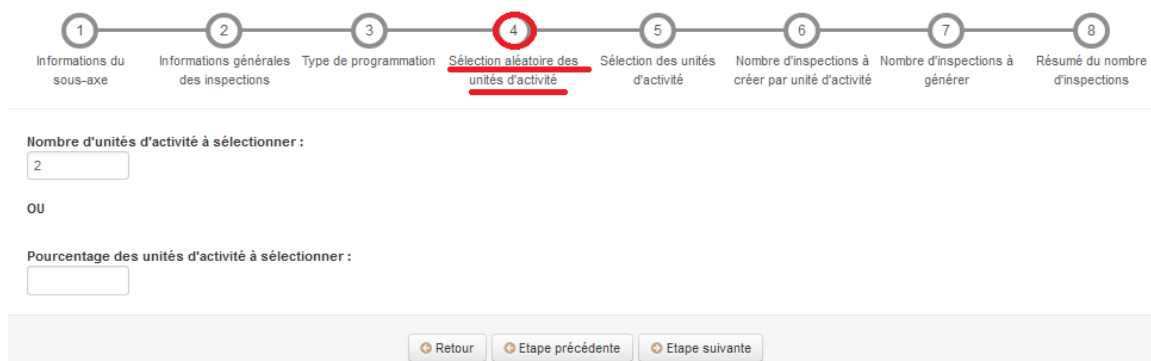 1 2 3 4 5 6 7 8
Informations du Informations générales Type de programmation Sélection aléatoire des Sélection des unités Nombre d'inspections à Nombre d'inspections à Résumé du nombre
sous-axe des inspections unités d'activité d'activité créer par unité d'activité générer d'inspections
Nombre d'unités d'activité à sélectionner :
2
OU
Pourcentage des unités d'activité à sélectionner :
Retour Etape précédente Etape suivante